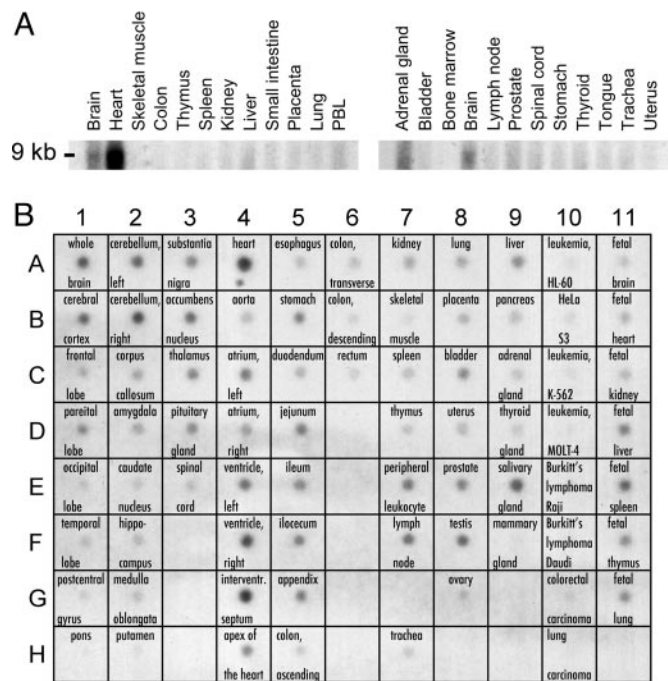 A
Brain
Heart
Skeletal muscle
Colon
Thymus
Spleen
Kidney
Liver
Small intestine
Placenta
Lung
PBL
Adrenal gland
Bladder
Bone marrow
Brain
Lymph node
Prostate
Spinal cord
Stomach
Thyroid
Tongue
Trachea
Uterus
9 kb
B
1 2 3 4 5 6 7 8 9 10 11
A
whole cerebellum, substantia heart esophagus colon, kidney lung liver leukemia, fetal
brain left nigra transverse HL-60 brain
B
cerebral cerebellum, accumbens aorta stomach colon, skeletal placenta pancreas HeLa fetal
cortex right nucleus descending muscle S3 heart
C
frontal corpus thalamus atrium, duodendum rectum spleen bladder adrenal leukemia, fetal
lobe callosum left gland K-562 kidney
D
pareital amygdala pituitary atrium, jejunum thymus uterus thyroid leukemia, fetal
lobe gland right gland MOLT-4 liver
E
occipital caudate spinal ventricle, ileum peripheral prostate salivary Burkitt's fetal
lymphoma
lobe nucleus cord left leukocyte gland Raji spleen
F
temporal hippo- ventricle, ilocecum lymph testis mammary Burkitt's fetal
lymphoma
lobe campus right node gland Daudi thymus
G
postcentral medulla interventr. appendix ovary colorectal fetal
gyrus oblongata septum carcinoma lung
H
pons putamen apex of colon, trachea lung
the heart ascending carcinoma